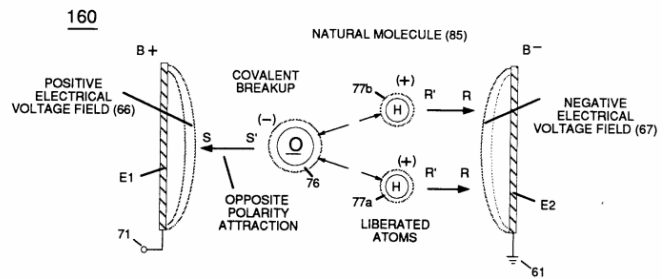 160
NATURAL MOLECULE (85)
B+
B-
POSITIVE
ELECTRICAL
VOLTAGE FIELD (66)
COVALENT
BREAKUP
77b
(+)
H
R'
R
NEGATIVE
ELECTRICAL
VOLTAGE FIELD (67)
S
S'
(-)
O
76
(+)
H
R'
R
77a
E1
E2
OPPOSITE
POLARITY
ATTRACTION
LIBERATED
ATOMS
71
61